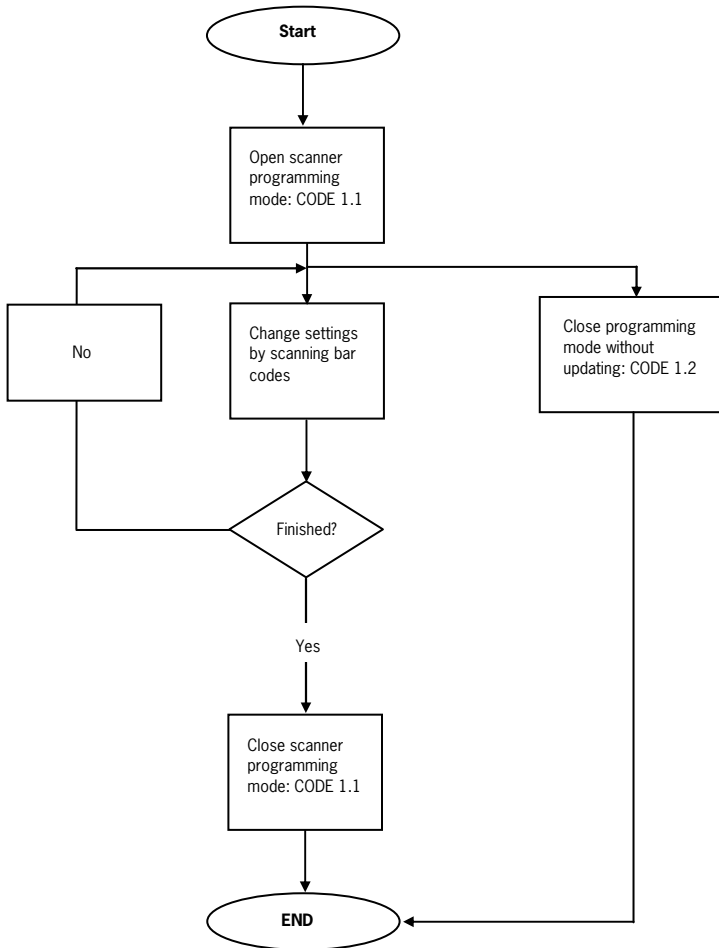 Start
Open scanner
programming
mode: CODE 1.1
No
Change settings
by scanning bar
codes
Close programming
mode without
updating: CODE 1.2
Finished?
Yes
Close scanner
programming
mode: CODE 1.1
END